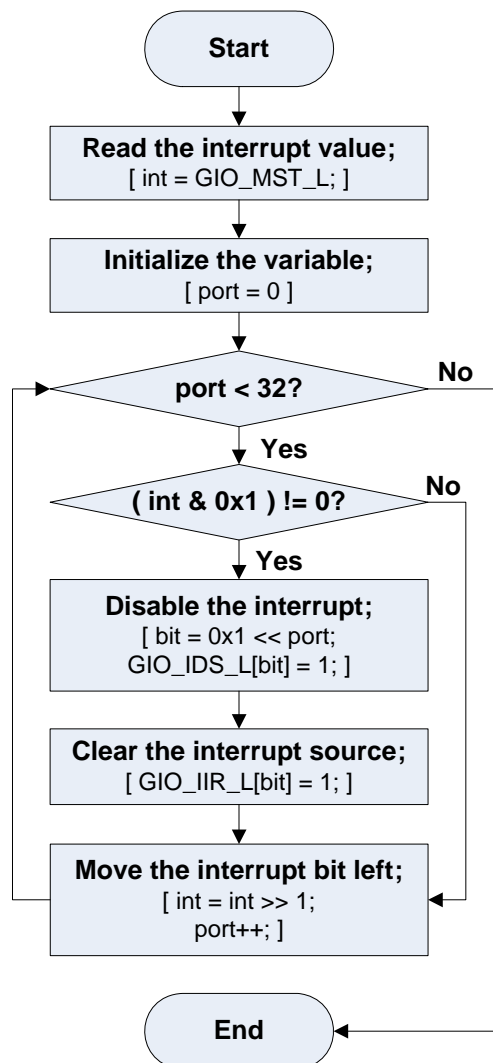 Start
Read the interrupt value;
[ int = GIO_MST_L; ]
Initialize the variable;
[ port = 0 ]
port < 32?
No
Yes
( int & 0x1 ) != 0?
No
Yes
Disable the interrupt;
[ bit = 0x1 << port;
GIO_IDS_L[bit] = 1; ]
Clear the interrupt source;
[ GIO_IIR_L[bit] = 1; ]
Move the interrupt bit left;
[ int = int >> 1;
port++; ]
End